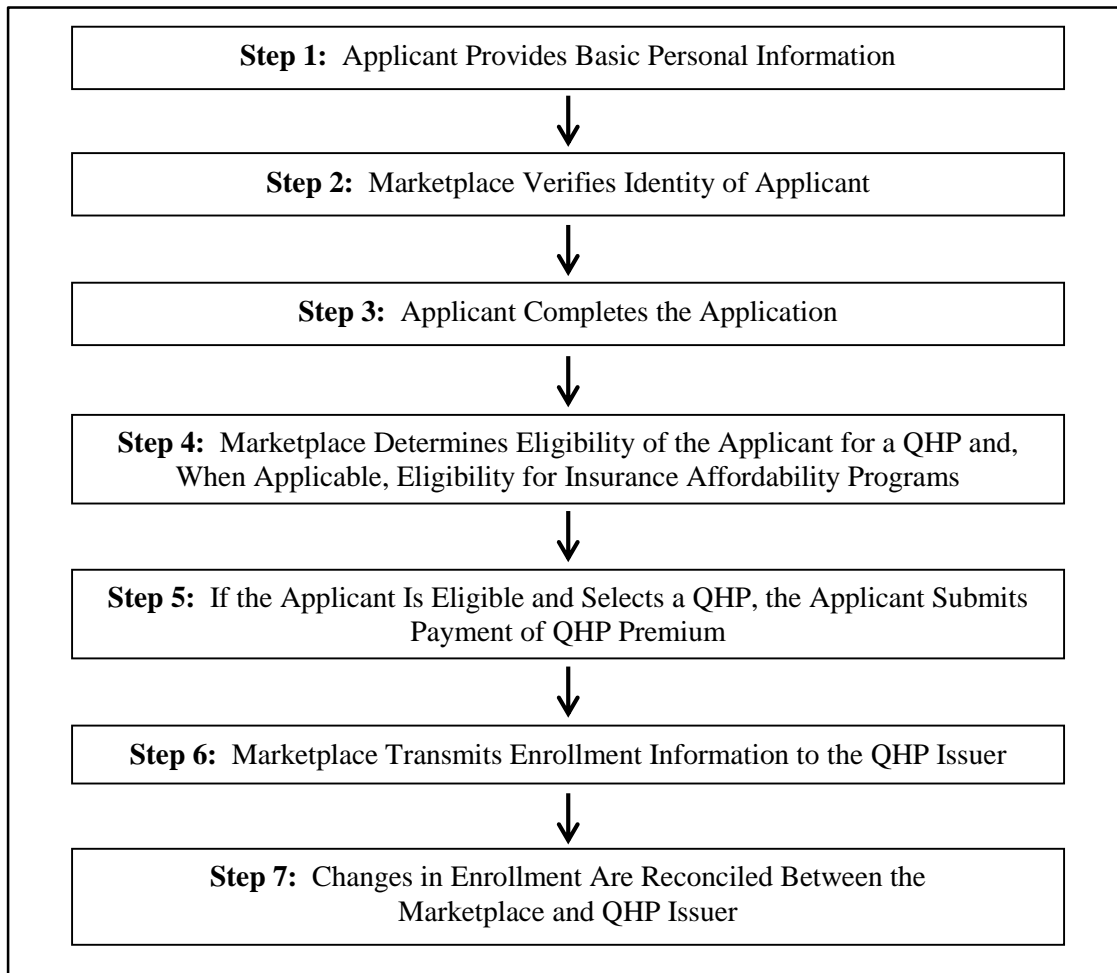 Step 1: Applicant Provides Basic Personal Information
Step 2: Marketplace Verifies Identity of Applicant
Step 3: Applicant Completes the Application
Step 4: Marketplace Determines Eligibility of the Applicant for a QHP and,
When Applicable, Eligibility for Insurance Affordability Programs
Step 5: If the Applicant Is Eligible and Selects a QHP, the Applicant Submits
Payment of QHP Premium
Step 6: Marketplace Transmits Enrollment Information to the QHP Issuer
Step 7: Changes in Enrollment Are Reconciled Between the
Marketplace and QHP Issuer